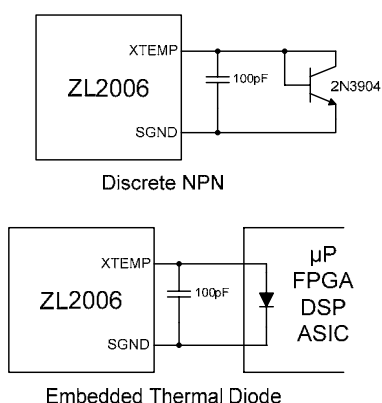 XTEMP
ZL2006
100pF
2N3904
SGND
Discrete NPN
XTEMP
ZL2006
100pF
SGND
µP
FPGA
DSP
ASIC
Embedded Thermal Diode